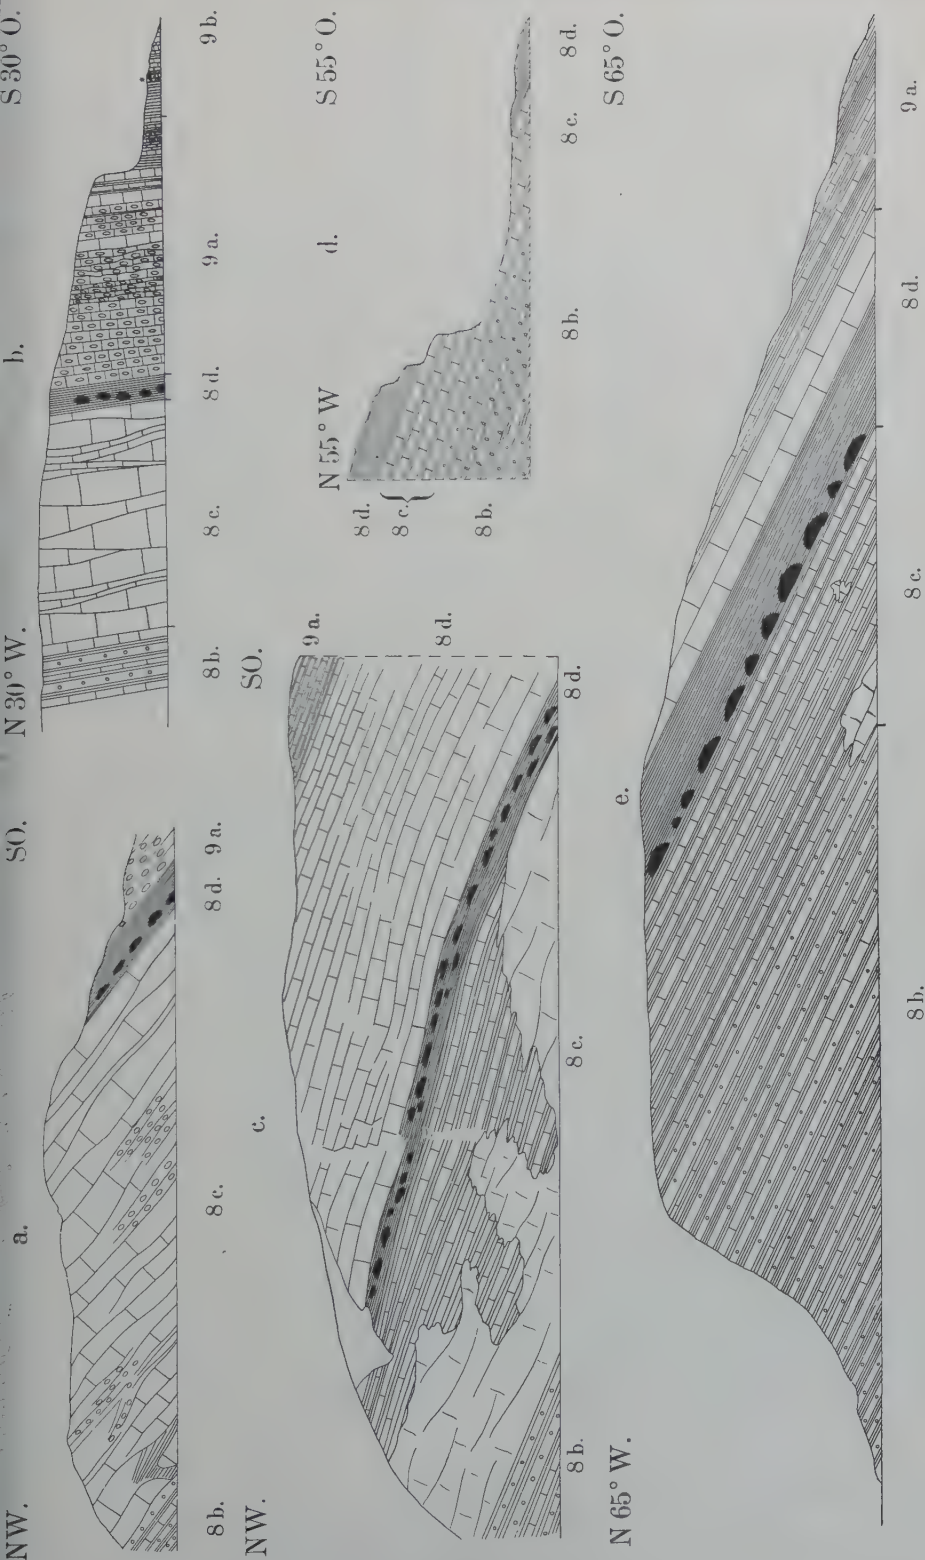 NW.
a.
SO.
8 b.
8 c.
8 d.
9 a.
N 30° W.
b.
S 30° O.
8 b.
8 c.
8 d.
9 a.
9 b.
NW.
c.
SO.
9 a.
8 d.
8 b.
8 c.
8 d.
N 55° W
d.
S 55° O.
8 d.
8 c.
8 b.
8 b.
8 c.
8 d.
N 65° W.
e.
S 65° O.
8 b.
8 c.
8 d.
9 a.